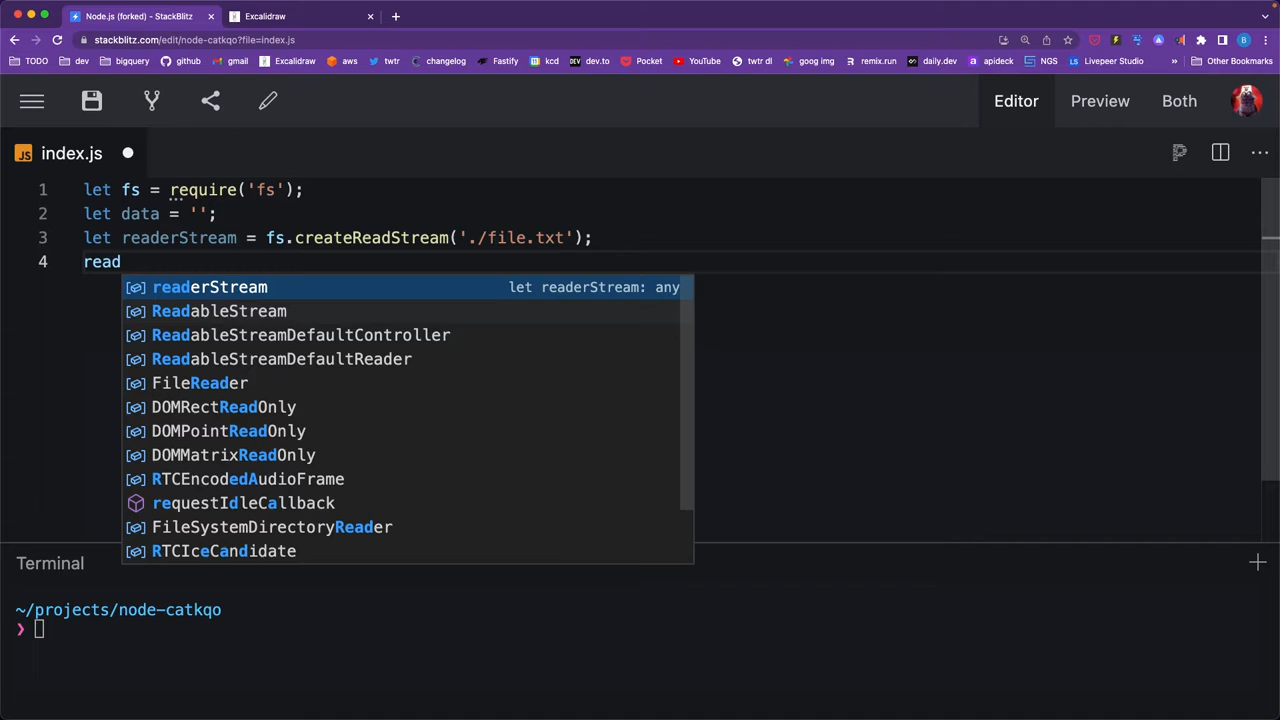 Node.js (forked) - StackBlitz
Excalidraw
stackblitz.com/edit/node-catkqo?file=index.js
B
TODO dev bigquery github gmail Excalidraw aws twtr changelog Fastify kcd dev.to Pocket YouTube twtr dl goog img remix.run daily.dev apideck NGS Livepeer Studio » Other Bookmarks
Editor Preview Both
JS index.js
1 let fs = require('fs');
2 let data = '';
3 let readerStream = fs.createReadStream('./file.txt');
4 read
readerStream let readerStream: any
ReadableStream
ReadableStreamDefaultController
ReadableStreamDefaultReader
FileReader
DOMRectReadOnly
DOMPointReadOnly
DOMMatrixReadOnly
RTCEncodedAudioFrame
requestIdleCallback
FileSystemDirectoryReader
RTCIceCandidate
Terminal
~/projects/node-catkqo
❯